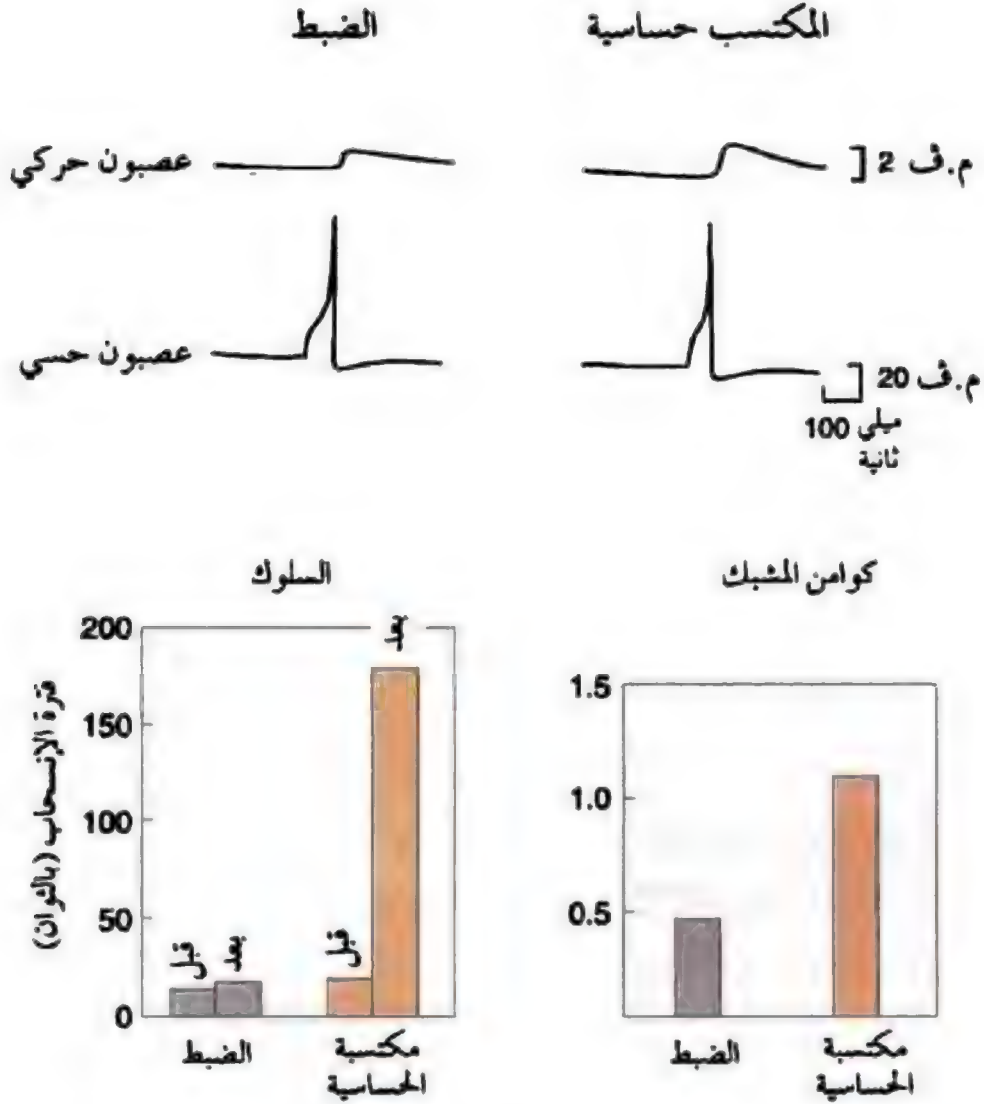 المكتسب حساسية
الضبط
م.ڤ 2
عصبون حركي
م.ڤ 20
عصبون حسي
100 ميلي
ثانية
كوامن المشبك
السلوك
فترة الإنسحاب (بالثوان)
200
150
100
50
0
قبل
بعد
قبل
بعد
الضبط
مكتسبة
الحساسية
1.5
1.0
0.5
الضبط
مكتسبة
الحساسية